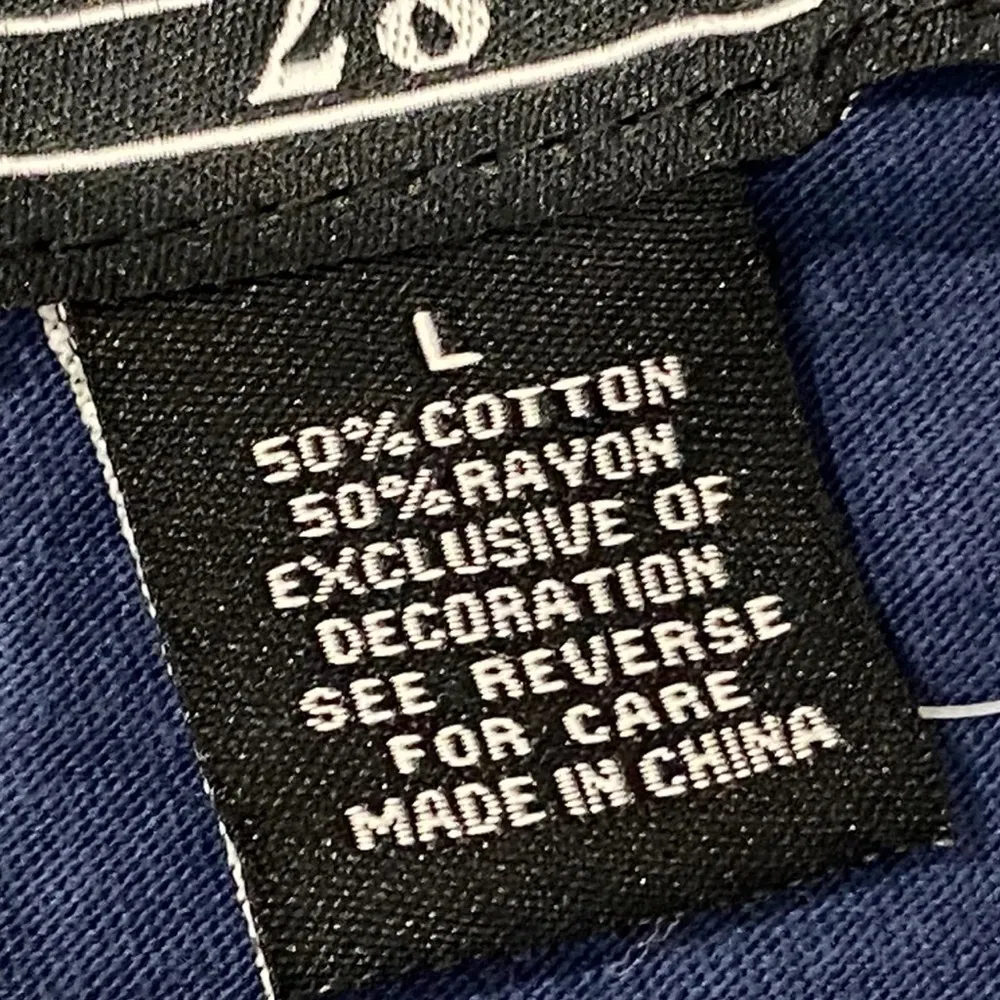 L
50%COTTON
50%RAYON
EXCLUSIVE OF
DECORATION
SEE REVERSE
FOR CARE
MADE IN CHINA